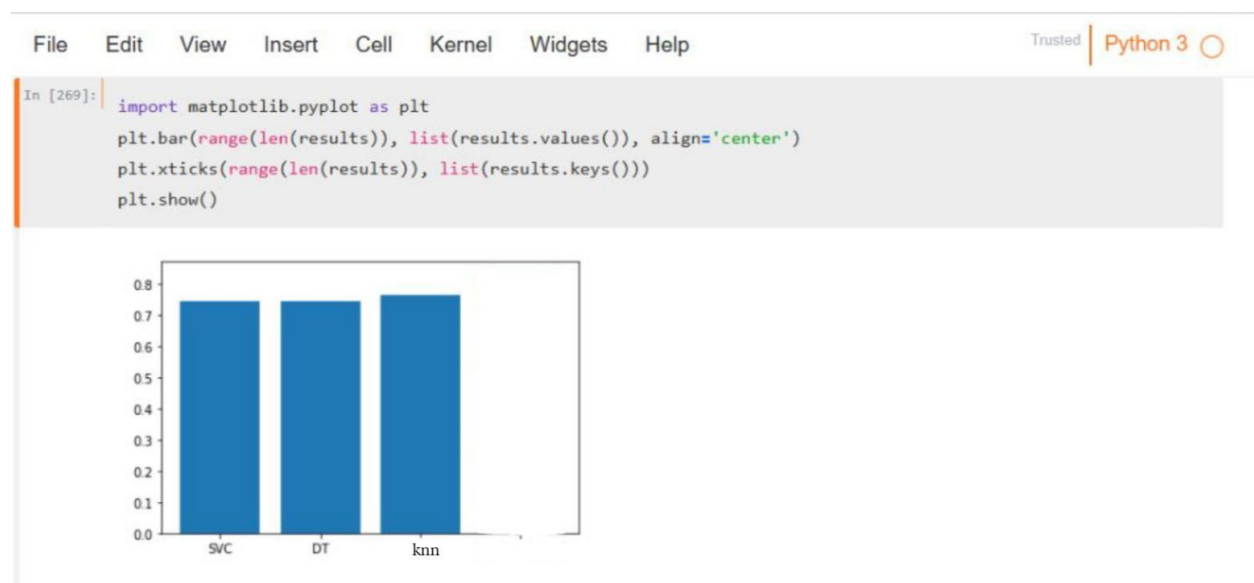 File Edit View Insert Cell Kernel Widgets Help Trusted Python 3
In [269]:
import matplotlib.pyplot as plt
plt.bar(range(len(results)), list(results.values()), align='center')
plt.xticks(range(len(results)), list(results.keys()))
plt.show()
0.8
0.7
0.6
0.5
0.4
0.3
0.2
0.1
0.0
SVC DT knn